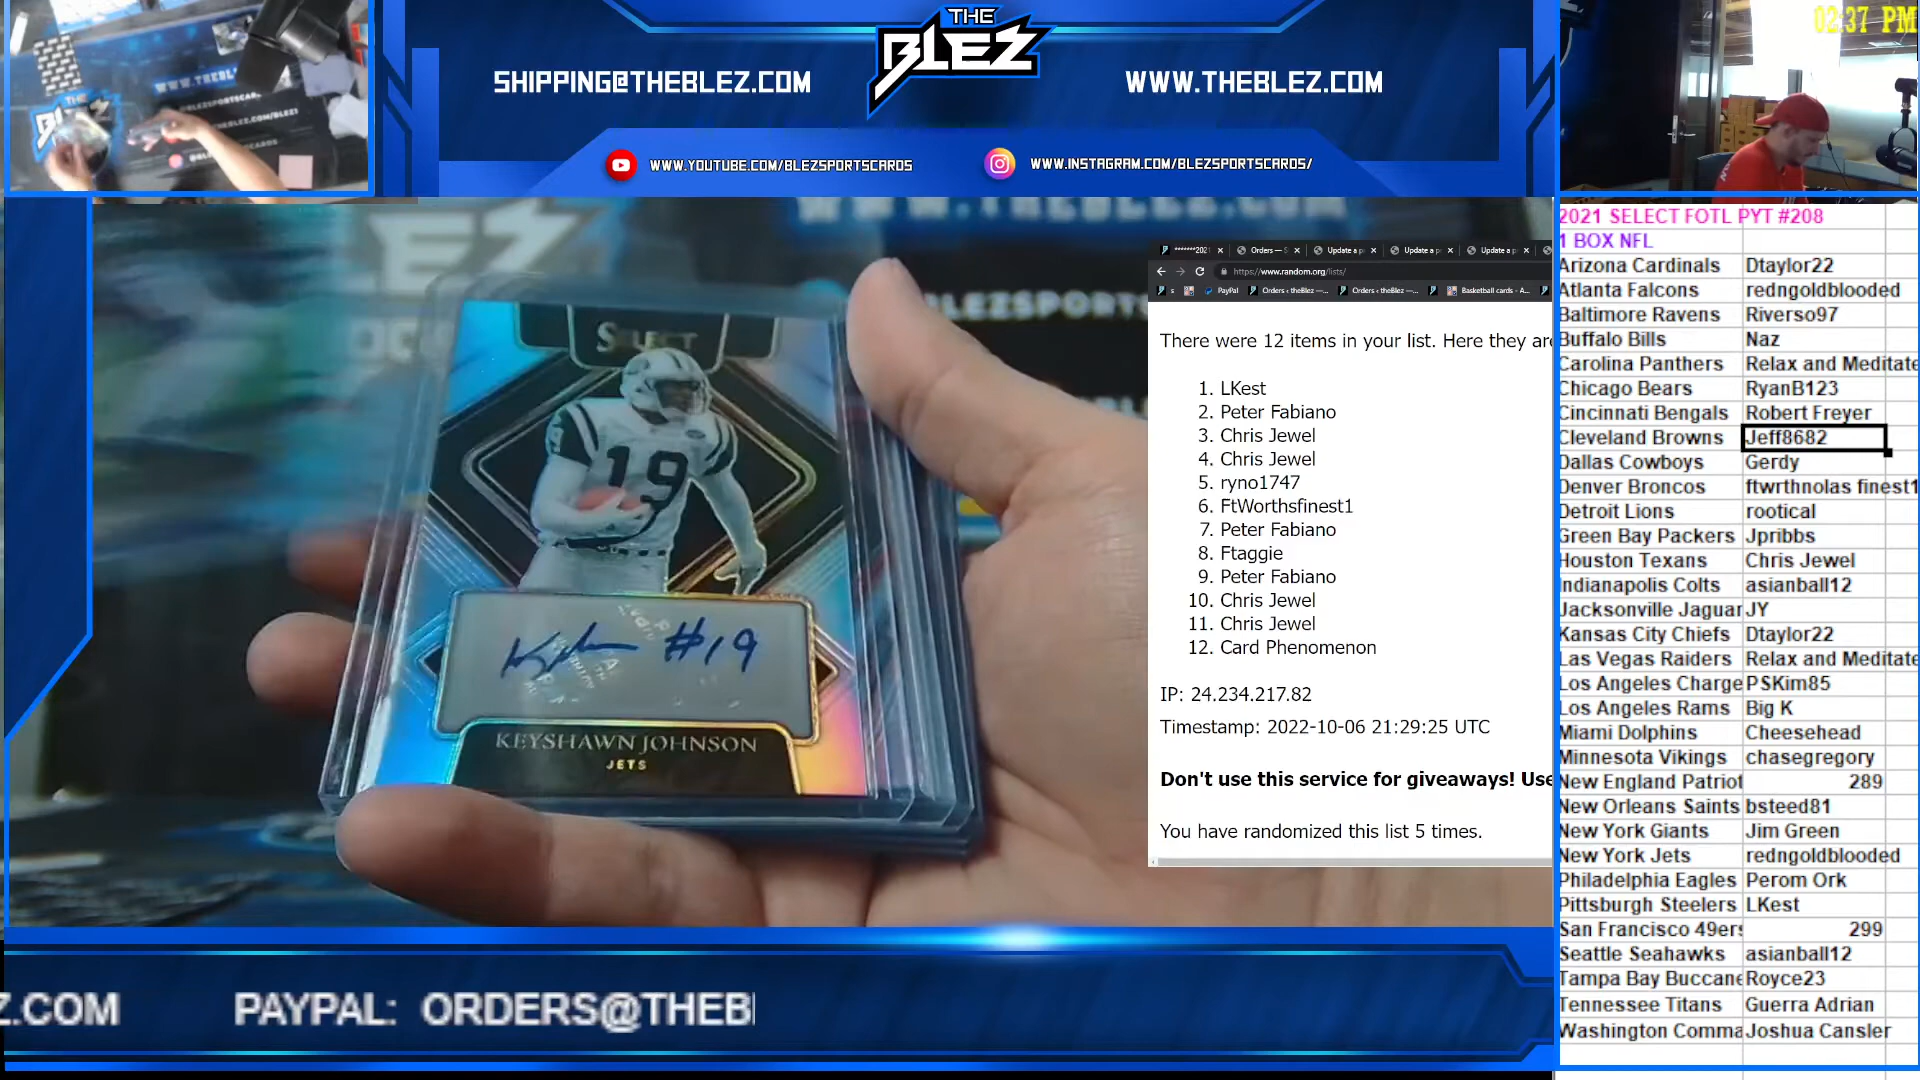 THE
BLEZ
SHIPPING@THEBLEZ.COM
WWW.THEBLEZ.COM
WWW.YOUTUBE.COM/BLEZSPORTSCARDS
WWW.INSTAGRAM.COM/BLEZSPORTSCARDS/
02:37 PM
SELECT
19
#19
KEYSHAWN JOHNSON
JETS
https://www.random.org/lists/
PayPal
There were 12 items in your list. Here they are
1. LKest
2. Peter Fabiano
3. Chris Jewel
4. Chris Jewel
5. ryno1747
6. FtWorthsfinest1
7. Peter Fabiano
8. Ftaggie
9. Peter Fabiano
10. Chris Jewel
11. Chris Jewel
12. Card Phenomenon
IP: 24.234.217.82
Timestamp: 2022-10-06 21:29:25 UTC
Don't use this service for giveaways! Use
You have randomized this list 5 times.
2021 SELECT FOTL PYT #208
1 BOX NFL
Arizona Cardinals Dtaylor22
Atlanta Falcons redngoldblooded
Baltimore Ravens Riverso97
Buffalo Bills Naz
Carolina Panthers Relax and Meditate
Chicago Bears RyanB123
Cincinnati Bengals Robert Freyer
Cleveland Browns Jeff8682
Dallas Cowboys Gerdy
Denver Broncos ftwrthnolas finest1
Detroit Lions rootical
Green Bay Packers Jpribbs
Houston Texans Chris Jewel
Indianapolis Colts asianball12
Jacksonville Jaguar JY
Kansas City Chiefs Dtaylor22
Las Vegas Raiders Relax and Meditate
Los Angeles Charge PSKim85
Los Angeles Rams Big K
Miami Dolphins Cheesehead
Minnesota Vikings chasegregory
New England Patriot 289
New Orleans Saints bsteed81
New York Giants Jim Green
New York Jets redngoldblooded
Philadelphia Eagles Perom Ork
Pittsburgh Steelers LKest
San Francisco 49ers 299
Seattle Seahawks asianball12
Tampa Bay Buccane Royce23
Tennessee Titans Guerra Adrian
Washington Comma Joshua Cansler
Z.COM PAYPAL: ORDERS@THEB